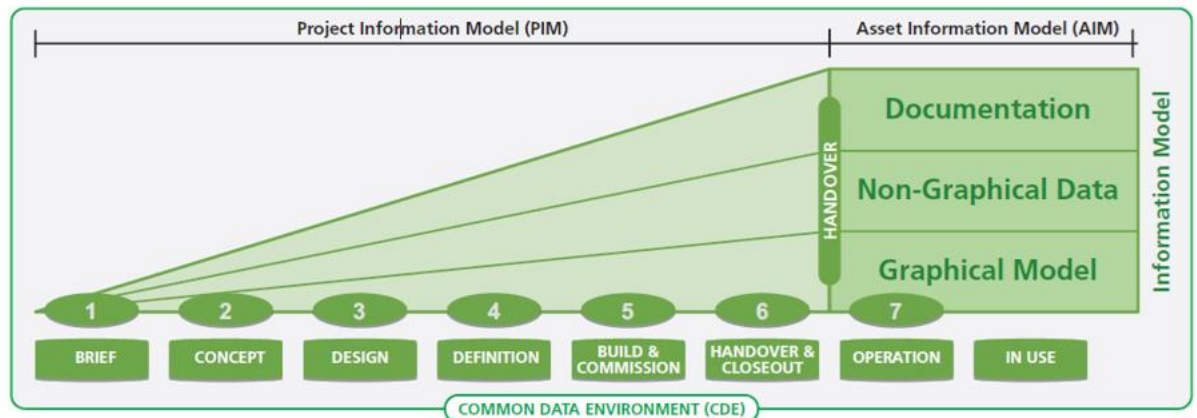 Project Information Model (PIM)
Asset Information Model (AIM)
Documentation
Non-Graphical Data
Graphical Model
HANDOVER
Information Model
1
2
3
4
5
6
7
BRIEF
CONCEPT
DESIGN
DEFINITION
BUILD &
COMMISSION
HANDOVER &
CLOSEOUT
OPERATION
IN USE
COMMON DATA ENVIRONMENT (CDE)